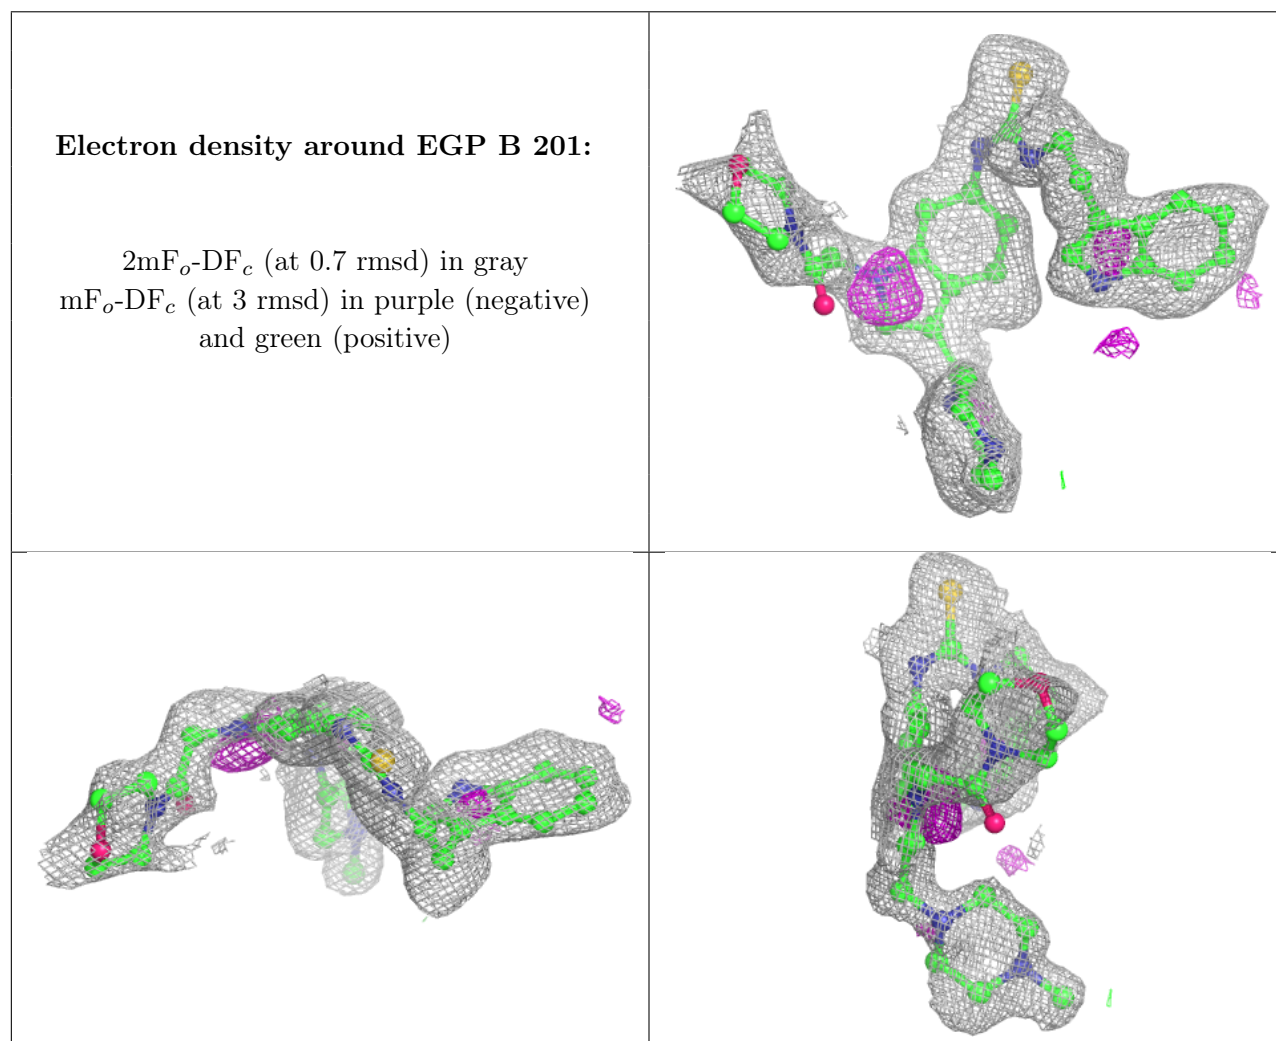 Electron density around EGP B 201:
2mFo-DFc (at 0.7 rmsd) in gray
mFo-DFc (at 3 rmsd) in purple (negative)
and green (positive)